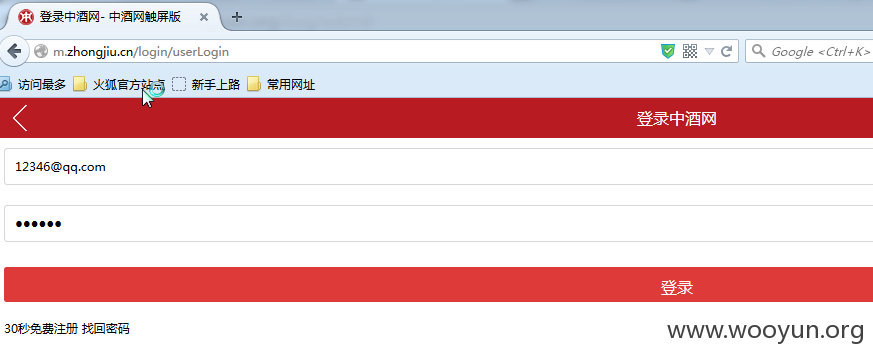 登录中酒网- 中酒网触屏版
m.zhongjiu.cn/login/userLogin
Google <Ctrl+K>
访问最多 火狐官方站点 新手上路 常用网址
登录中酒网
12346@qq.com
••••••
登录
30秒免费注册 找回密码
www.wooyun.org